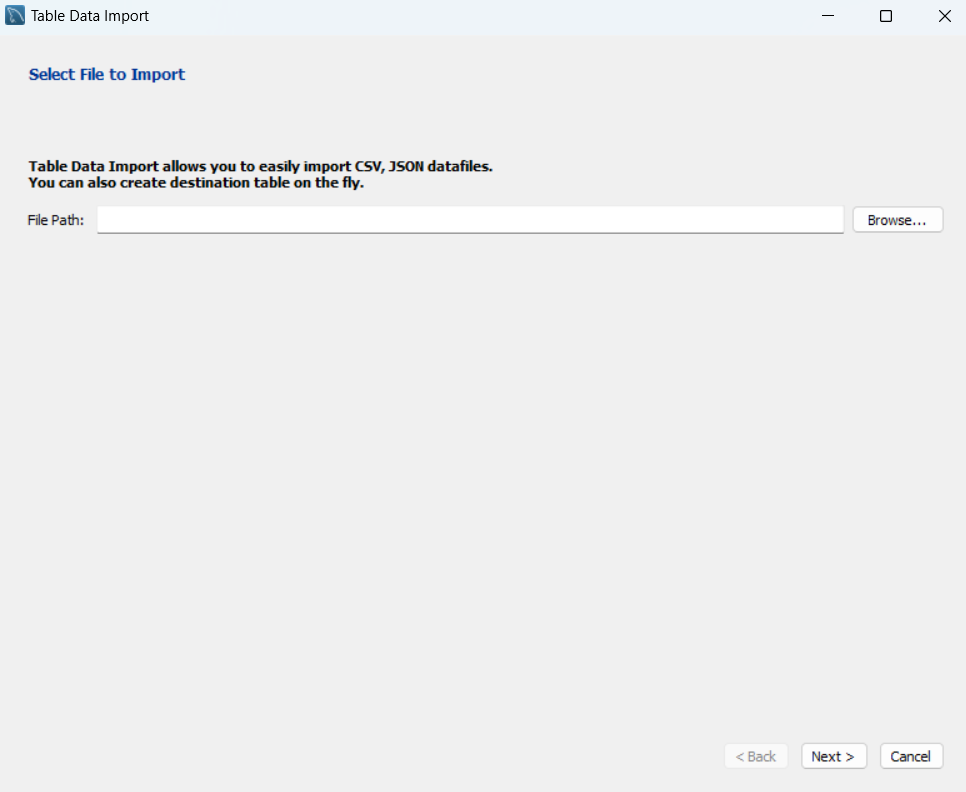 Table Data Import
Select File to Import
Table Data Import allows you to easily import CSV, JSON datafiles.
You can also create destination table on the fly.
File Path:
Browse...
< Back
Next >
Cancel